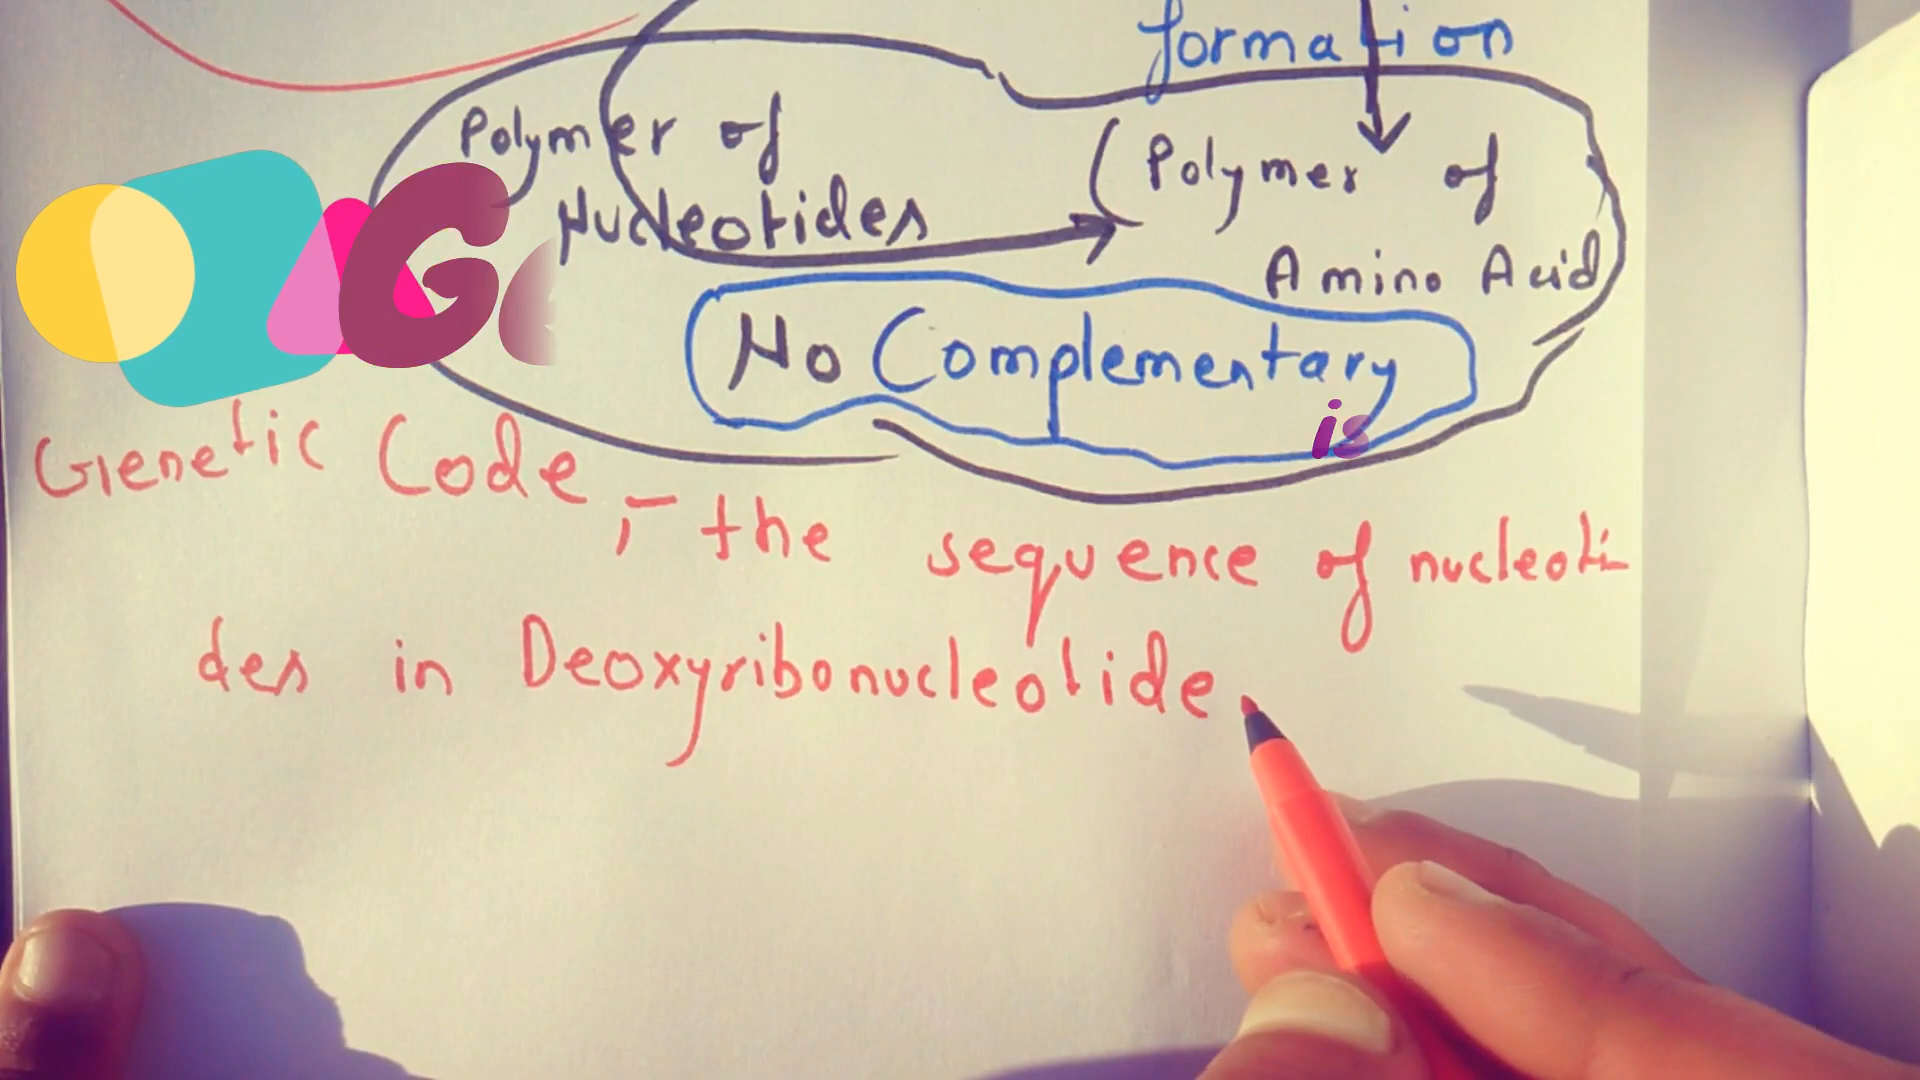 formation
Polymer of
Nucleotides
(Polymer of
Amino Acid
No Complementary
is
Genetic Code,- the sequence of nucleoti
des in Deoxyribonucleotide